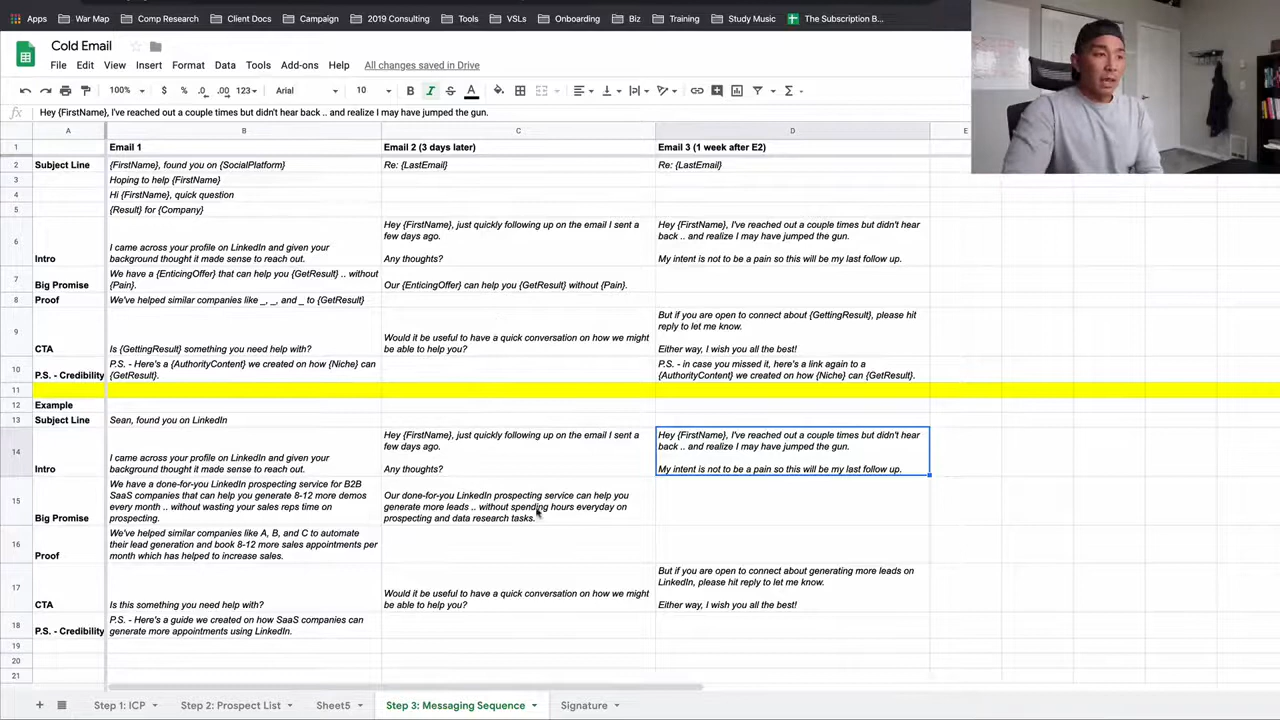 Apps War Map Comp Research Client Docs Campaign 2019 Consulting Tools VSLs Onboarding Biz Training Study Music The Subscription B...
Cold Email
File Edit View Insert Format Data Tools Add-ons Help All changes saved in Drive
100% $ % .0 .00 123 Arial 10 B I S A
fx Hey {FirstName}, I've reached out a couple times but didn't hear back .. and realize I may have jumped the gun.
A B C D E
1 Email 1 Email 2 (3 days later) Email 3 (1 week after E2)
2 Subject Line {FirstName}, found you on {SocialPlatform} Re: {LastEmail} Re: {LastEmail}
3 Hoping to help {FirstName}
4 Hi {FirstName}, quick question
5 {Result} for {Company}
6 Intro
I came across your profile on LinkedIn and given your
background thought it made sense to reach out.
Hey {FirstName}, just quickly following up on the email I sent a
few days ago.
Any thoughts?
Hey {FirstName}, I've reached out a couple times but didn't hear
back .. and realize I may have jumped the gun.
My intent is not to be a pain so this will be my last follow up.
7 Big Promise
We have a {EnticingOffer} that can help you {GetResult} .. without
{Pain}.
Our {EnticingOffer} can help you {GetResult} without {Pain}.
8 Proof We've helped similar companies like _, _, and _ to {GetResult}
9 CTA
Is {GettingResult} something you need help with?
Would it be useful to have a quick conversation on how we might
be able to help you?
But if you are open to connect about {GettingResult}, please hit
reply to let me know.
Either way, I wish you all the best!
10 P.S. - Credibility
P.S. - Here's a {AuthorityContent} we created on how {Niche} can
{GetResult}.
P.S. - in case you missed it, here's a link again to a
{AuthorityContent} we created on how {Niche} can {GetResult}.
11
12 Example
13 Subject Line Sean, found you on LinkedIn
14 Intro
I came across your profile on LinkedIn and given your
background thought it made sense to reach out.
Hey {FirstName}, just quickly following up on the email I sent a
few days ago.
Any thoughts?
Hey {FirstName}, I've reached out a couple times but didn't hear
back .. and realize I may have jumped the gun.
My intent is not to be a pain so this will be my last follow up.
15 Big Promise
We have a done-for-you LinkedIn prospecting service for B2B
SaaS companies that can help you generate 8-12 more demos
every month .. without wasting your sales reps time on
prospecting.
Our done-for-you LinkedIn prospecting service can help you
generate more leads .. without spending hours everyday on
prospecting and data research tasks.
16 Proof
We've helped similar companies like A, B, and C to automate
their lead generation and book 8-12 more sales appointments per
month which has helped to increase sales.
17 CTA
Is this something you need help with?
Would it be useful to have a quick conversation on how we might
be able to help you?
But if you are open to connect about generating more leads on
LinkedIn, please hit reply to let me know.
Either way, I wish you all the best!
18 P.S. - Credibility
P.S. - Here's a guide we created on how SaaS companies can
generate more appointments using LinkedIn.
19
20
21
Step 1: ICP Step 2: Prospect List Sheet5 Step 3: Messaging Sequence Signature